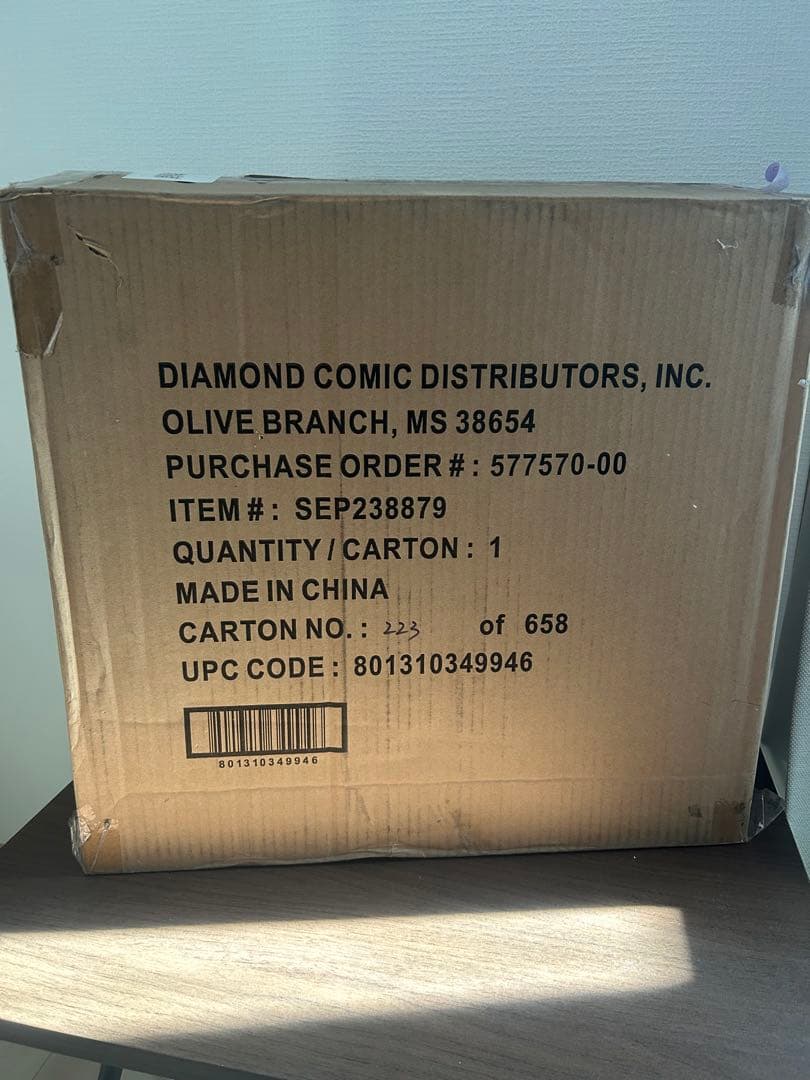 DIAMOND COMIC DISTRIBUTORS, INC.
OLIVE BRANCH, MS 38654
PURCHASE ORDER # : 577570-00
ITEM # : SEP238879
QUANTITY / CARTON : 1
MADE IN CHINA
CARTON NO. : 223 of 658
UPC CODE : 801310349946
801310349946